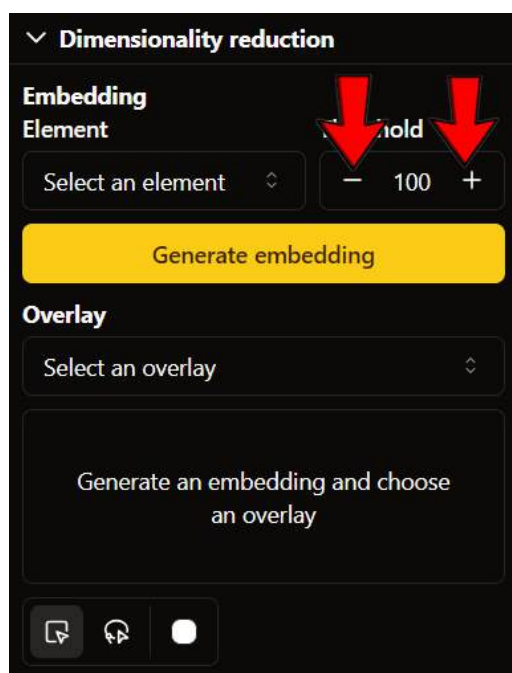 Dimensionality reduction
Embedding
Element
Select an element
− 100 +
Generate embedding
Overlay
Select an overlay
Generate an embedding and choose
an overlay